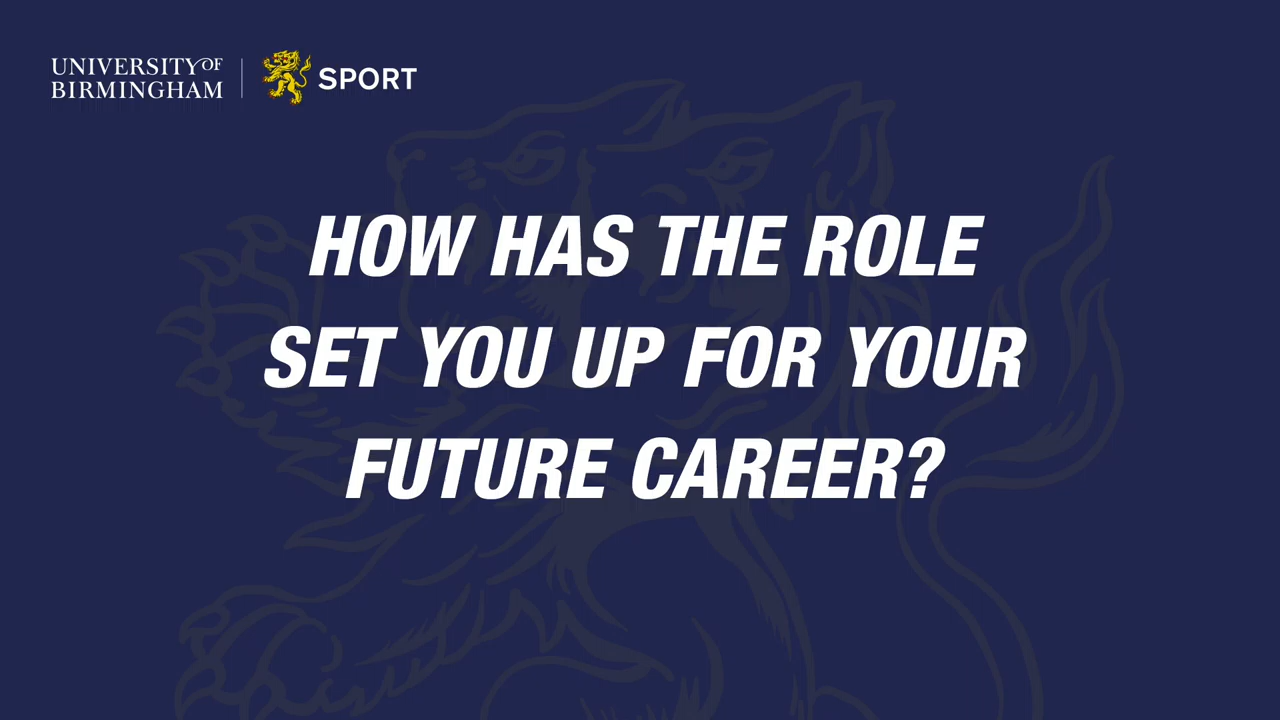 UNIVERSITY OF
BIRMINGHAM
SPORT
HOW HAS THE ROLE
SET YOU UP FOR YOUR
FUTURE CAREER?